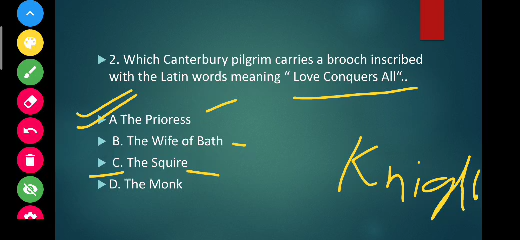 2. Which Canterbury pilgrim carries a brooch inscribed
with the Latin words meaning “ Love Conquers All“..
A The Prioress
B. The Wife of Bath
C. The Squire
D. The Monk